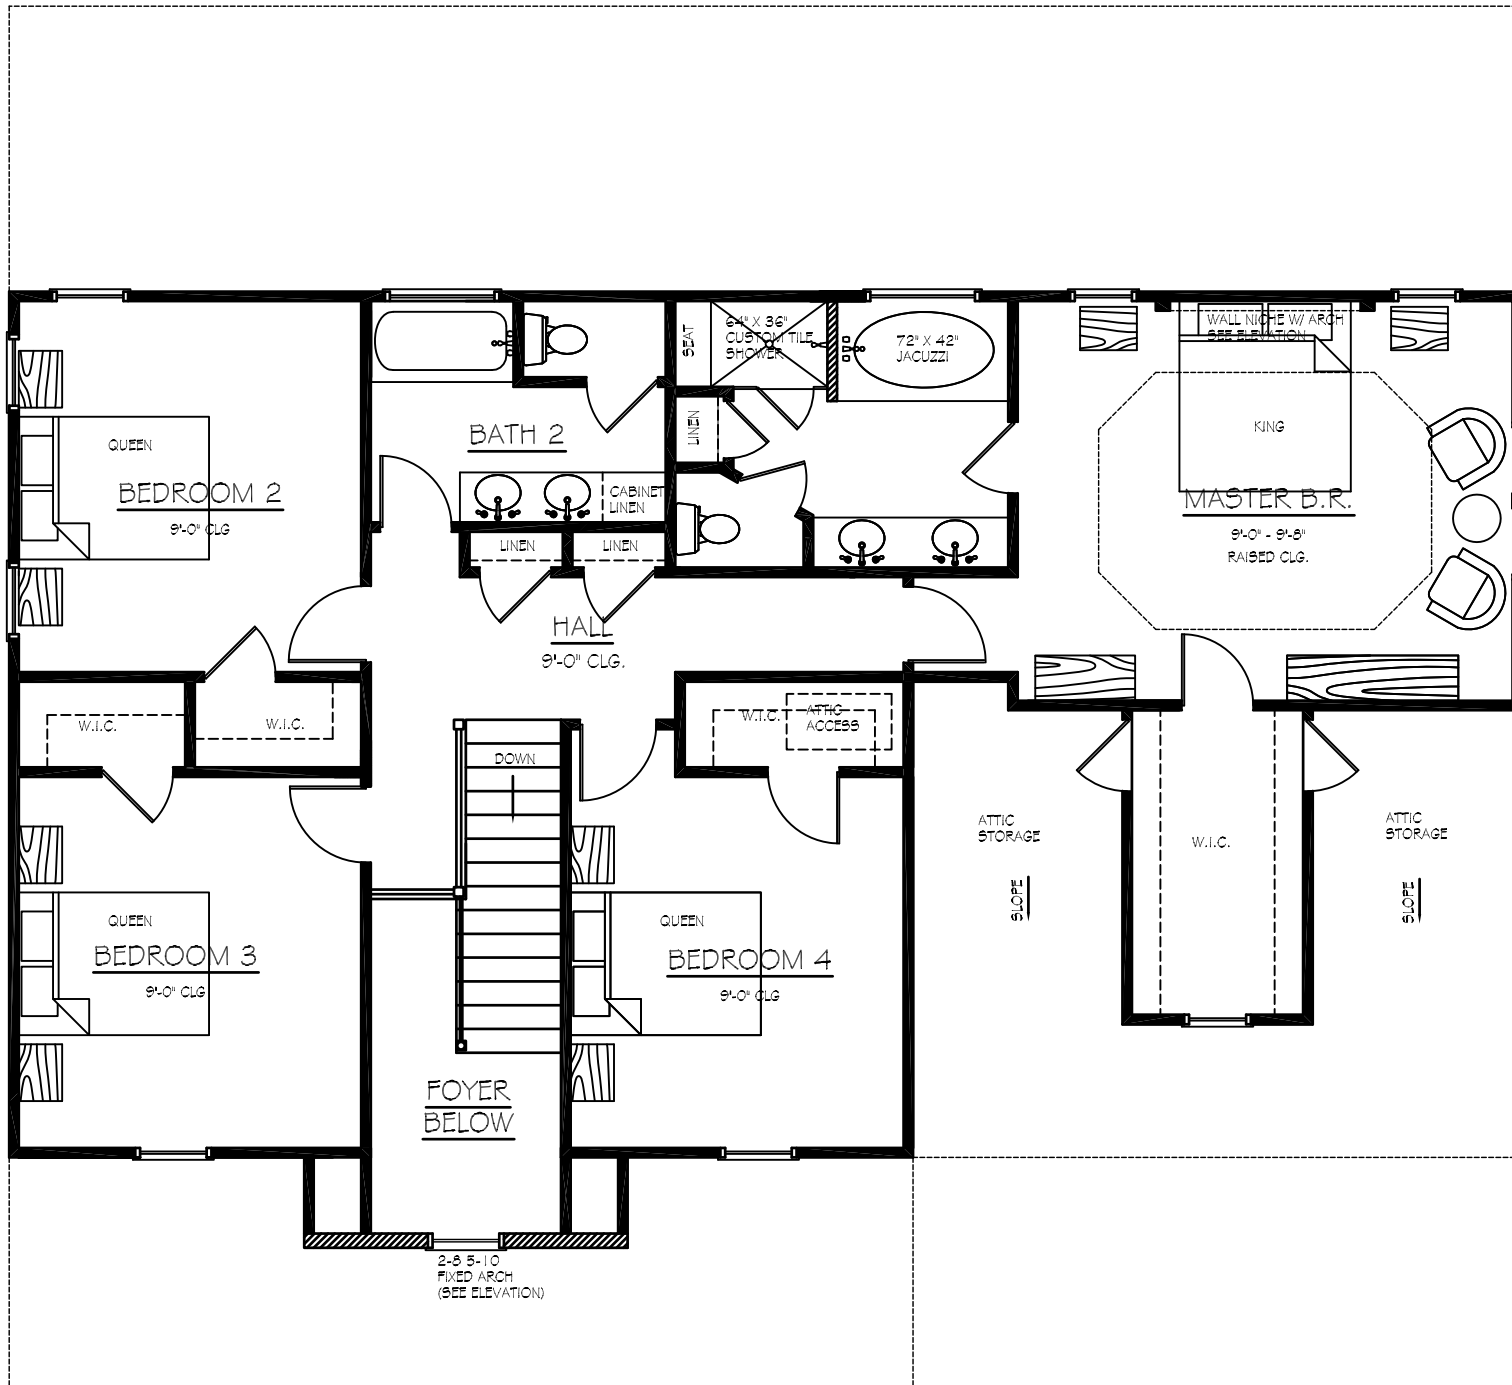 SEAT
64" X 36"
CUSTOM TILE
SHOWER
72" X 42"
JACUZZI
WALL NICHE W/ ARCH
SEE ELEVATION
QUEEN
BEDROOM 2
9'-0" CLG
BATH 2
CABINET
LINEN
LINEN
KING
MASTER B.R.
9'-0" - 9'-8"
RAISED CLG.
LINEN
LINEN
HALL
9'-0" CLG.
W.I.C.
W.I.C.
W.I.C.
ATTIC
ACCESS
DOWN
ATTIC
STORAGE
SLOPE
W.I.C.
ATTIC
STORAGE
SLOPE
QUEEN
BEDROOM 3
9'-0" CLG
QUEEN
BEDROOM 4
9'-0" CLG
FOYER
BELOW
2-8 5-10
FIXED ARCH
(SEE ELEVATION)